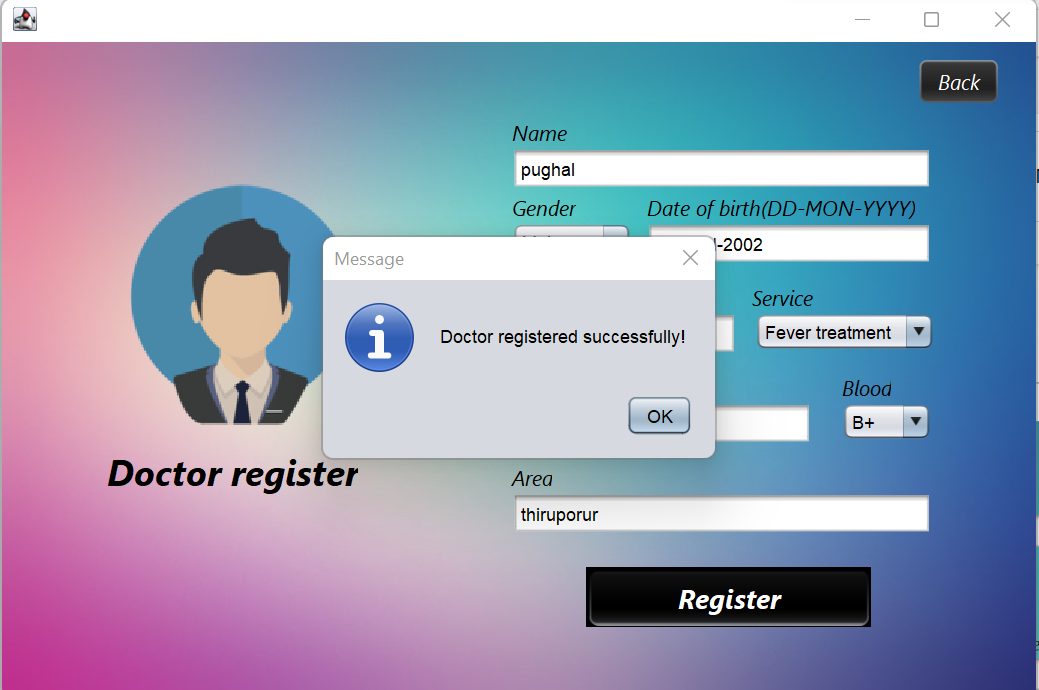 Back
Name
pughal
Gender Date of birth(DD-MON-YYYY)
-2002
Message
Service
Doctor registered successfully!
Fever treatment
Blood
OK
B+
Doctor register
Area
thiruporur
Register